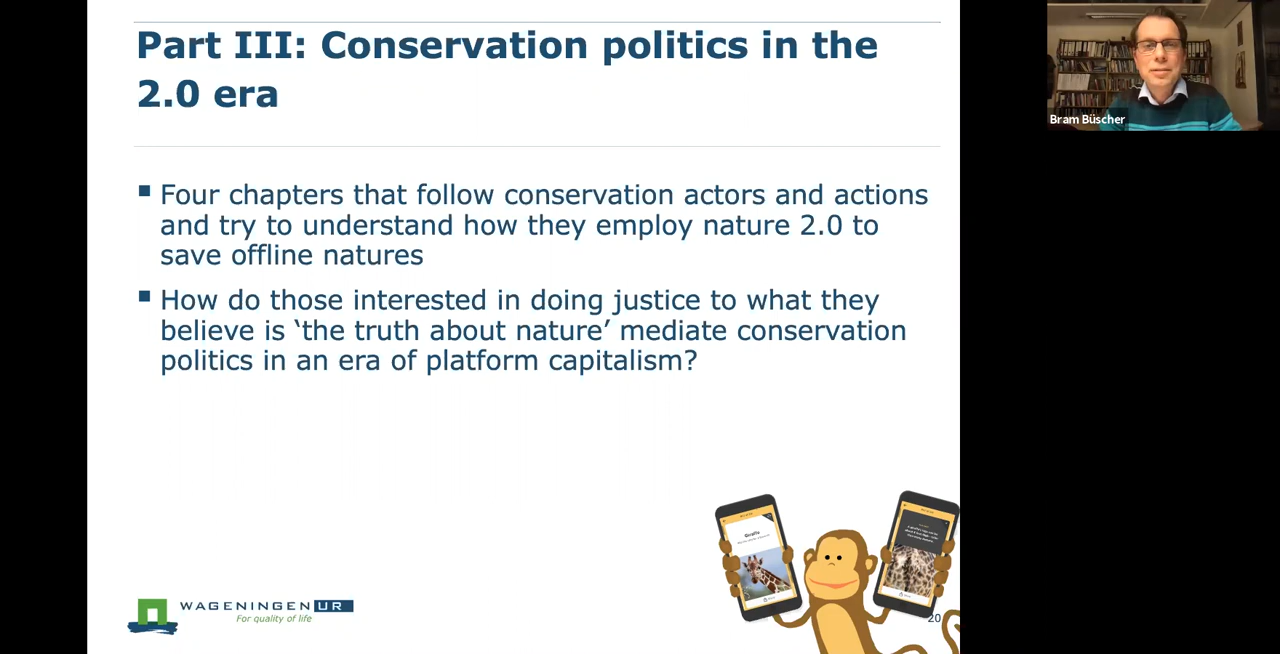 Part III: Conservation politics in the
2.0 era
▪ Four chapters that follow conservation actors and actions
and try to understand how they employ nature 2.0 to
save offline natures
▪ How do those interested in doing justice to what they
believe is ‘the truth about nature’ mediate conservation
politics in an era of platform capitalism?
Giraffe
WAGENINGEN UR
For quality of life
20
Bram Büscher